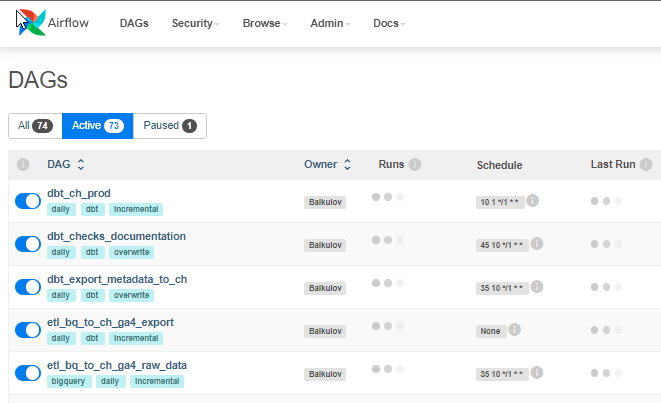 Airflow DAGs Security Browse Admin Docs
DAGs
All 74 Active 73 Paused 1
DAG Owner Runs Schedule Last Run
dbt_ch_prod
daily dbt incremental
Balkulov
10 1 */1 * *
dbt_checks_documentation
daily dbt overwrite
Balkulov
45 10 */1 * *
dbt_export_metadata_to_ch
daily dbt overwrite
Balkulov
35 10 */1 * *
etl_bq_to_ch_ga4_export
daily dbt incremental
Balkulov
None
etl_bq_to_ch_ga4_raw_data
bigquery daily incremental
Balkulov
35 10 */1 * *